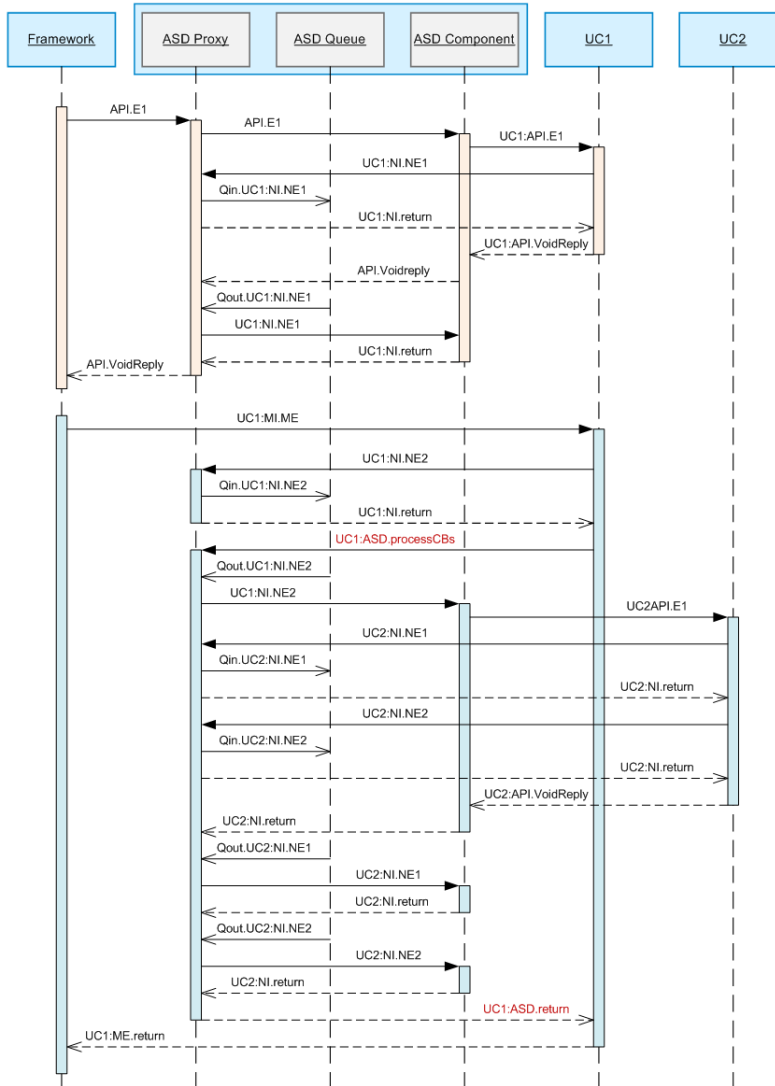 Framework
ASD Proxy
ASD Queue
ASD Component
UC1
UC2
API.E1
API.E1
UC1:API.E1
UC1:NI.NE1
Qin.UC1:NI.NE1
UC1:NI.return
UC1:API.VoidReply
API.Voidreply
Qout.UC1:NI.NE1
UC1:NI.NE1
UC1:NI.return
API.VoidReply
UC1:MI.ME
UC1:NI.NE2
Qin.UC1:NI.NE2
UC1:NI.return
UC1:ASD.processCBs
Qout.UC1:NI.NE2
UC1:NI.NE2
UC2API.E1
UC2:NI.NE1
Qin.UC2:NI.NE1
UC2:NI.return
UC2:NI.NE2
Qin.UC2:NI.NE2
UC2:NI.return
UC2:API.VoidReply
UC2:NI.return
Qout.UC2:NI.NE1
UC2:NI.NE1
UC2:NI.return
Qout.UC2:NI.NE2
UC2:NI.NE2
UC2:NI.return
UC1:ASD.return
UC1:ME.return